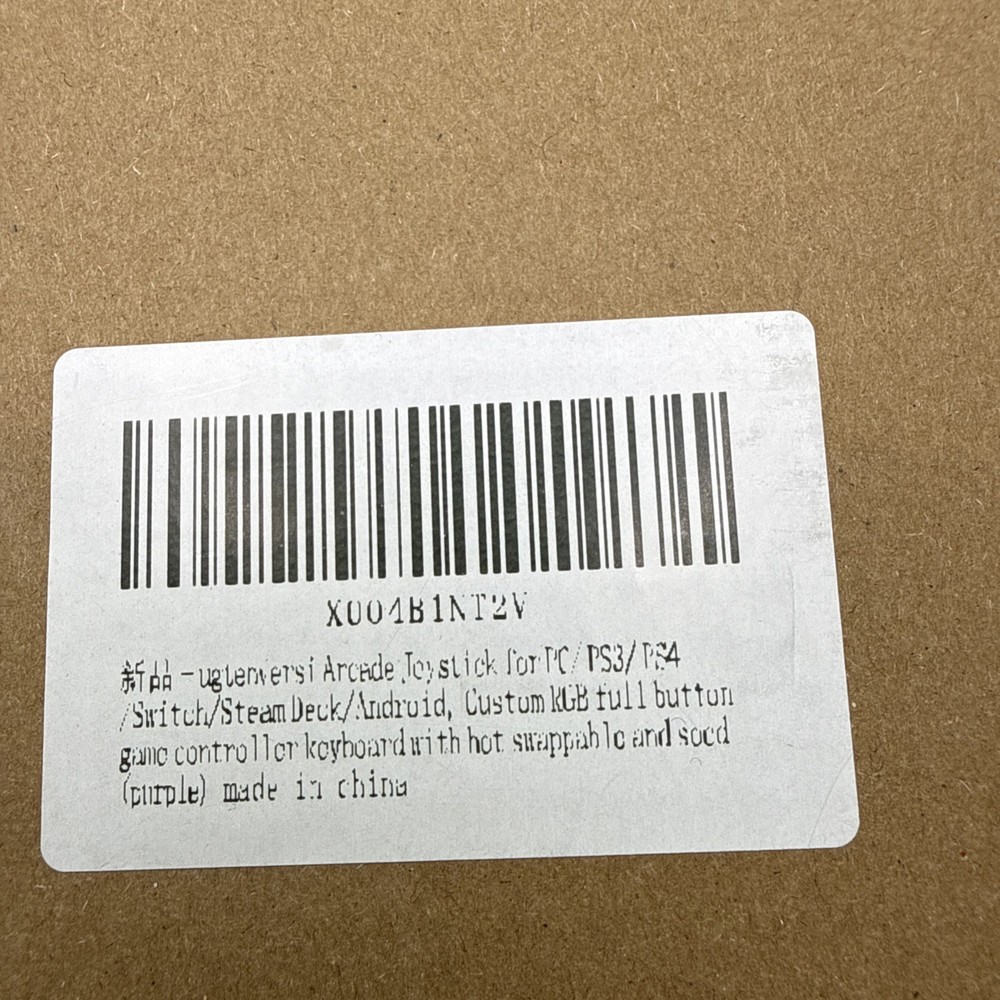 X004B1NT2V
新品 - ugtenversi Arcade Joystick for PC/ PS3/ PS4
/Switch/Steam Deck/Android, Custom RGB full button
game controller keyboard with hot swappable and socd
(purple) made in china